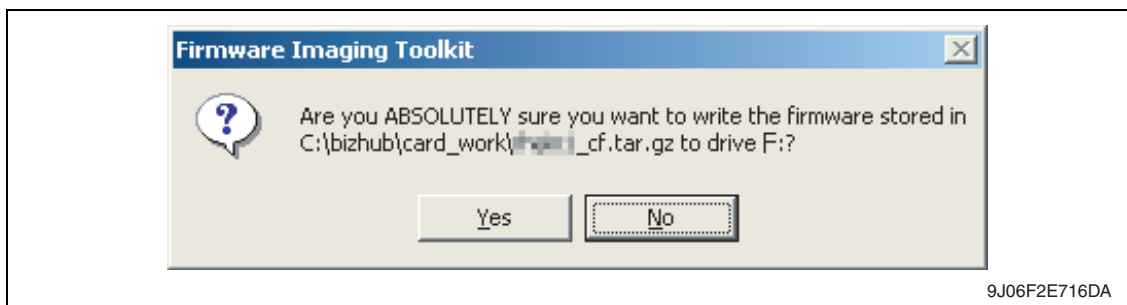 Firmware Imaging Toolkit
Are you ABSOLUTELY sure you want to write the firmware stored in
C:\bizhub\card_work\ _cf.tar.gz to drive F:?
Yes No
9J06F2E716DA